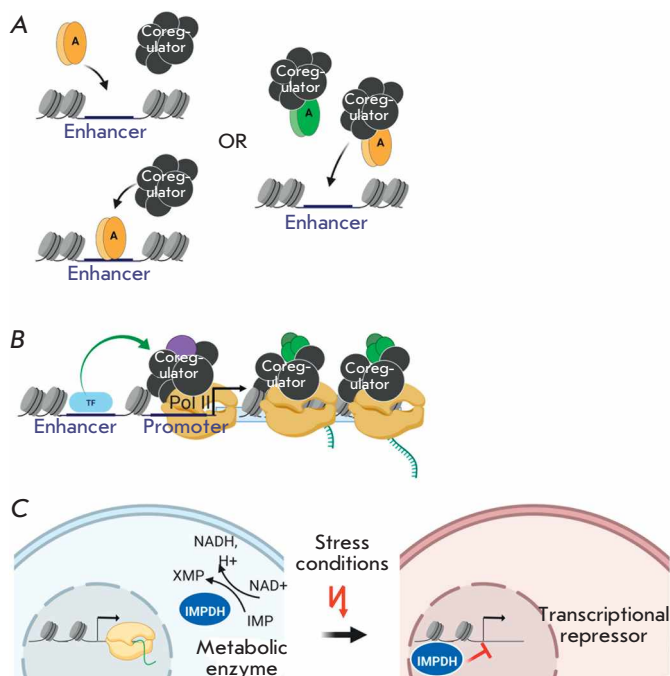 A
A
Coreg-
ulator
Enhancer
Coreg-
ulator
A
Enhancer
OR
Coreg-
ulator
A
Coreg-
ulator
A
Enhancer
B
Coreg-
ulator
TF
Pol II
Enhancer
Promoter
Coreg-
ulator
Coreg-
ulator
C
NADH,
H+
XMP
NAD+
IMPDH
IMP
Metabolic
enzyme
Stress
conditions
Transcriptional
repressor
IMPDH